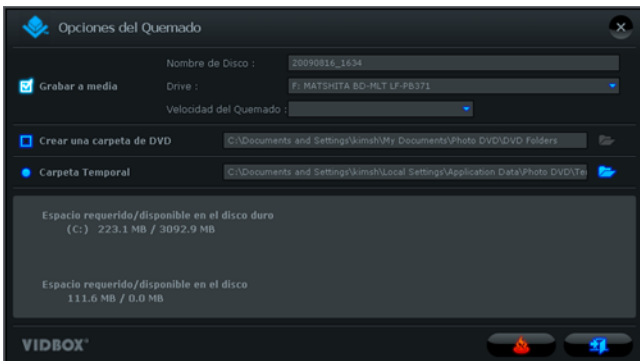 Opciones del Quemado
Nombre de Disco :
20090816_1634
Grabar a media
Drive :
F: MATSHITA BD-MLT LF-PB371
Velocidad del Quemado :
Crear una carpeta de DVD
C:\Documents and Settings\kimsh\My Documents\Photo DVD\DVD Folders
Carpeta Temporal
C:\Documents and Settings\kimsh\Local Settings\Application Data\Photo DVD\Te
Espacio requerido/disponible en el disco duro
(C:) 223.1 MB / 3092.9 MB
Espacio requerido/disponible en el disco
111.6 MB / 0.0 MB
VIDBOX®